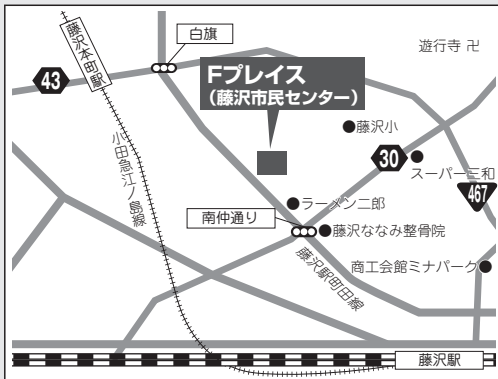 藤沢本町駅
白旗
遊行寺 卍
43
Fプレイス
(藤沢市民センター)
藤沢小
30
スーパー三和
467
小田急江ノ島線
ラーメン二郎
南仲通り
藤沢ななみ整骨院
藤沢駅町田線
商工会館ミナパーク
藤沢駅